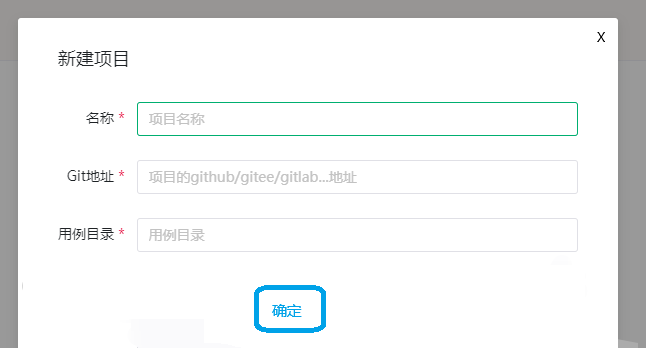 X
新建项目
名称 * 项目名称
Git地址 * 项目的github/gitee/gitlab...地址
用例目录 * 用例目录
确定